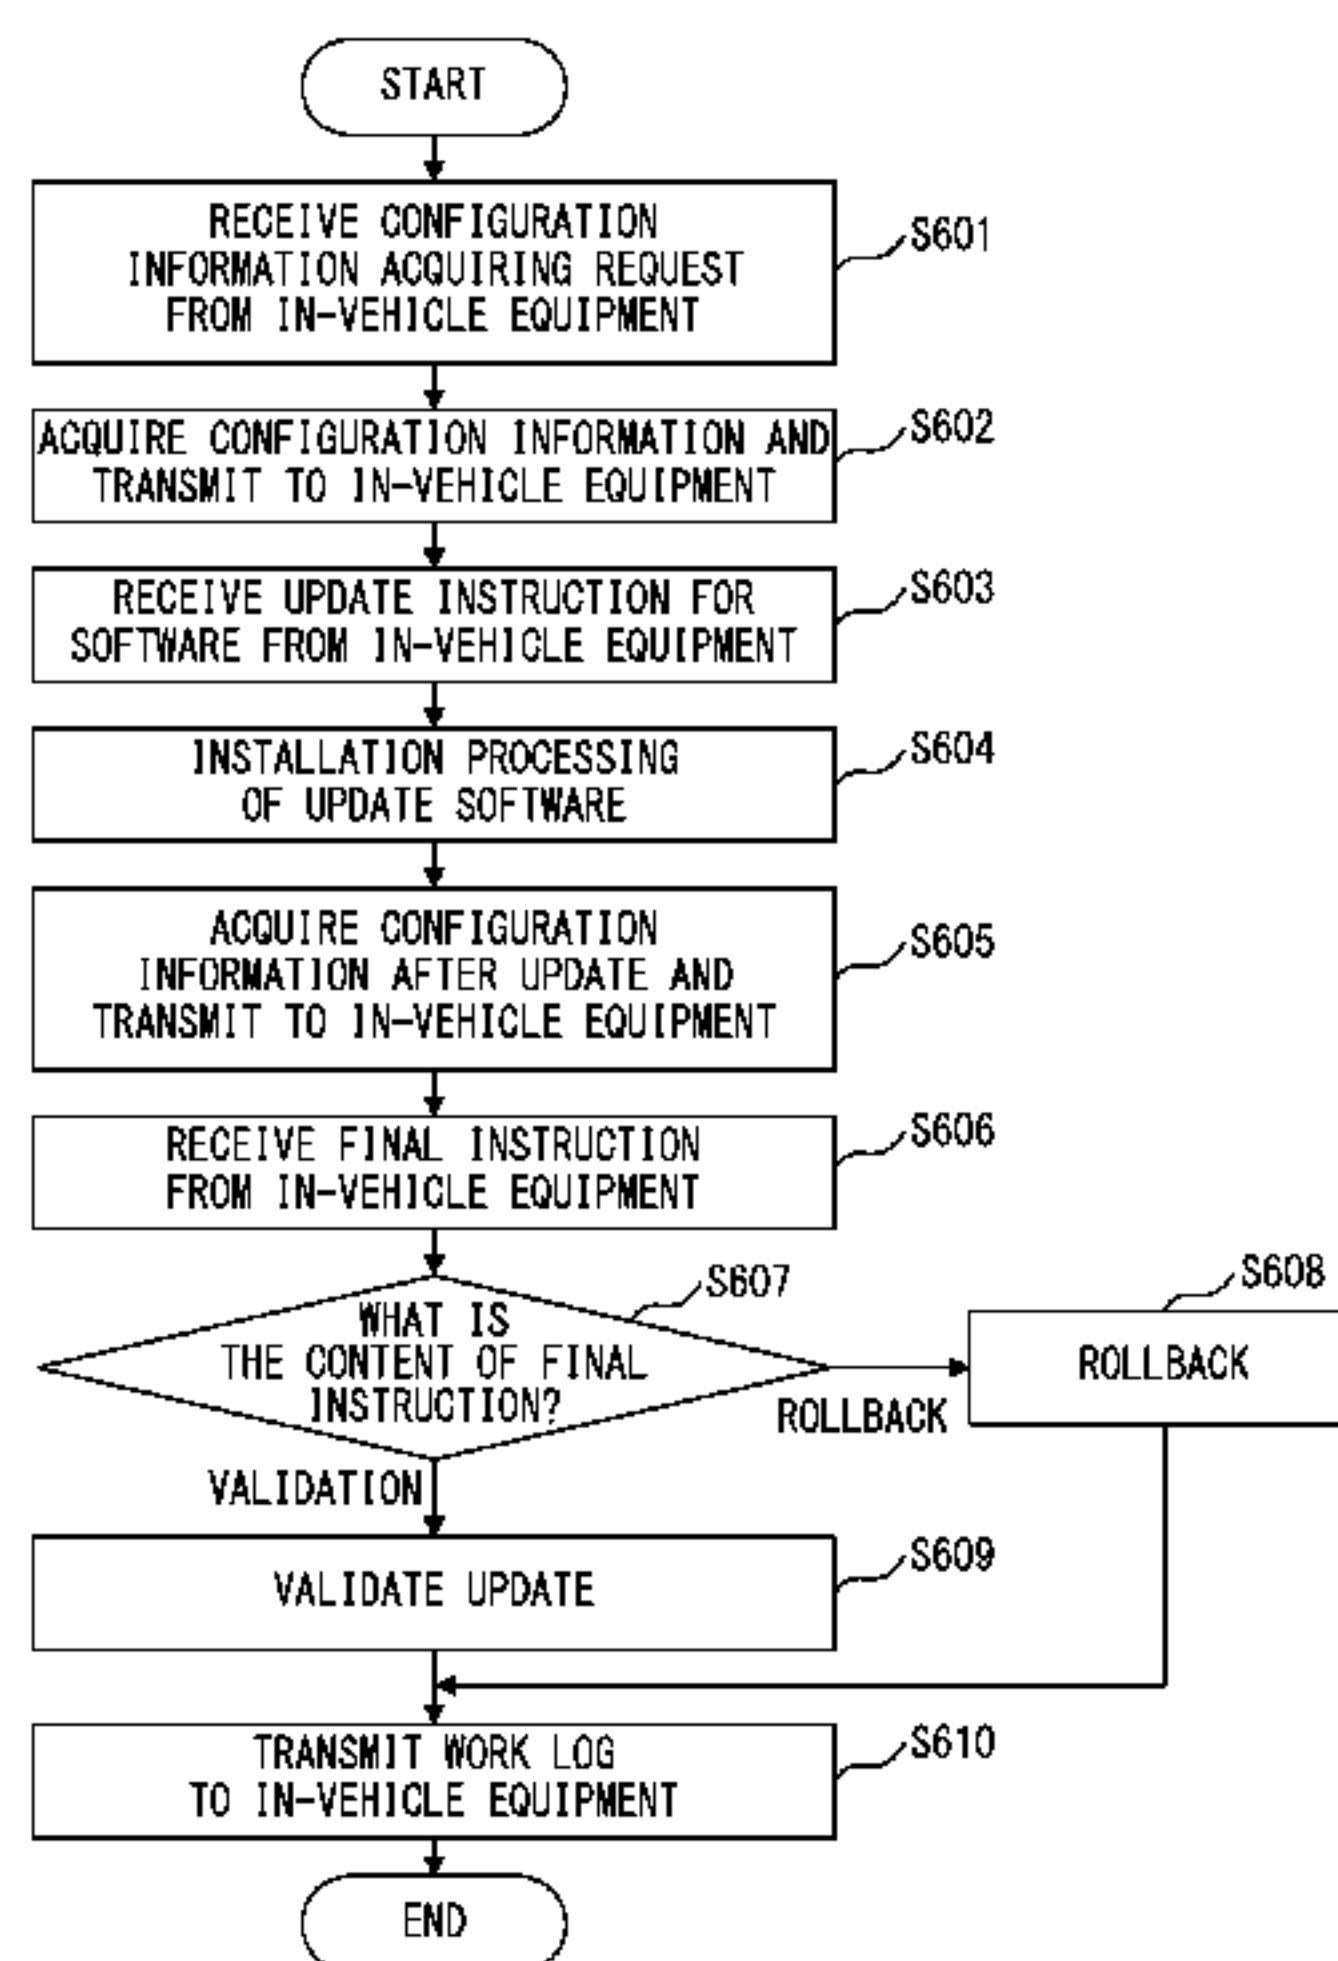 START
RECEIVE CONFIGURATION
INFORMATION ACQUIRING REQUEST
FROM IN-VEHICLE EQUIPMENT
S601
ACQUIRE CONFIGURATION INFORMATION AND
TRANSMIT TO IN-VEHICLE EQUIPMENT
S602
RECEIVE UPDATE INSTRUCTION FOR
SOFTWARE FROM IN-VEHICLE EQUIPMENT
S603
INSTALLATION PROCESSING
OF UPDATE SOFTWARE
S604
ACQUIRE CONFIGURATION
INFORMATION AFTER UPDATE AND
TRANSMIT TO IN-VEHICLE EQUIPMENT
S605
RECEIVE FINAL INSTRUCTION
FROM IN-VEHICLE EQUIPMENT
S606
WHAT IS
THE CONTENT OF FINAL
INSTRUCTION?
S607
ROLLBACK
ROLLBACK
S608
VALIDATION
VALIDATE UPDATE
S609
TRANSMIT WORK LOG
TO IN-VEHICLE EQUIPMENT
S610
END